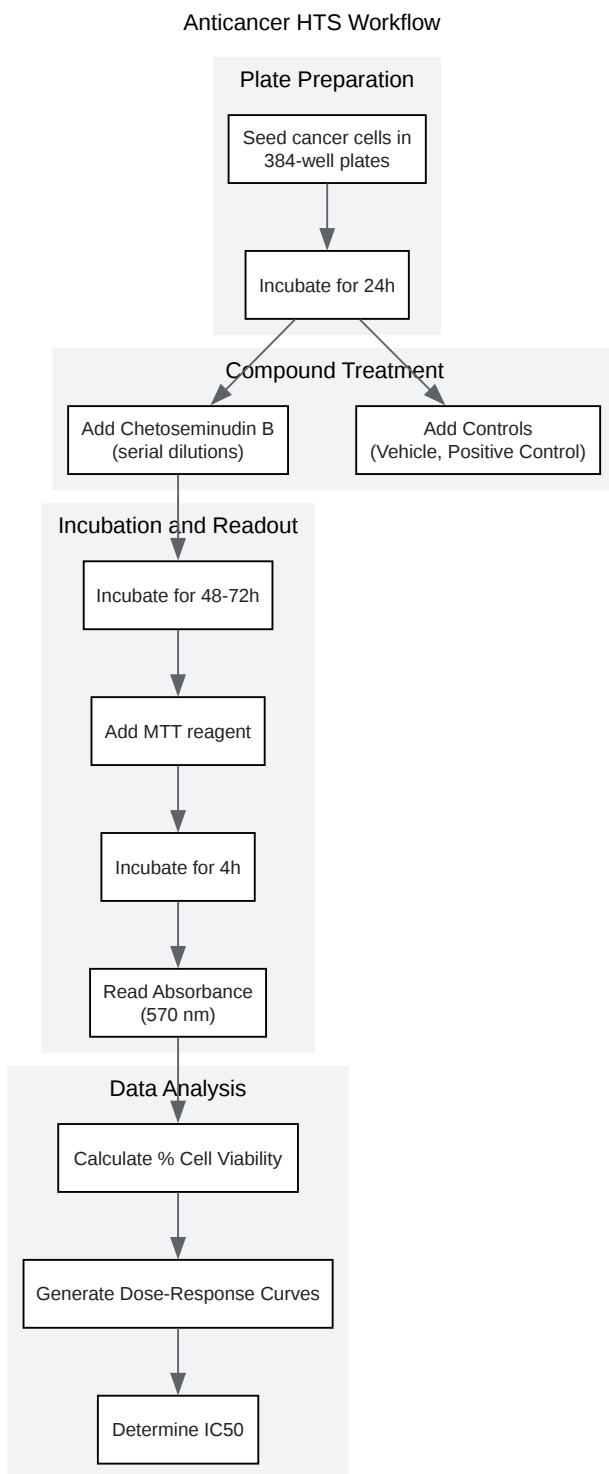 Anticancer HTS Workflow
Plate Preparation
Seed cancer cells in
384-well plates
Incubate for 24h
Compound Treatment
Add Chetoseminudin B
(serial dilutions)
Add Controls
(Vehicle, Positive Control)
Incubation and Readout
Incubate for 48-72h
Add MTT reagent
Incubate for 4h
Read Absorbance
(570 nm)
Data Analysis
Calculate % Cell Viability
Generate Dose-Response Curves
Determine IC50